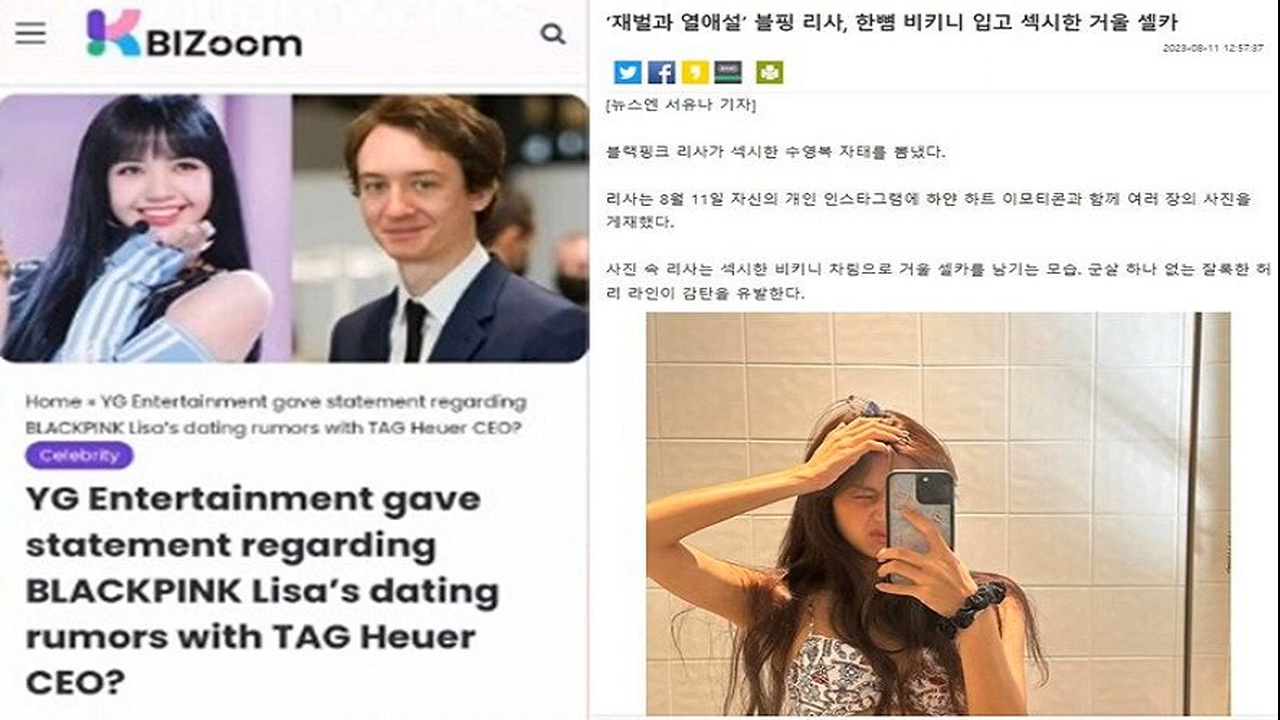 KBIZoom
Home » YG Entertainment gave statement regarding
BLACKPINK Lisa's dating rumors with TAG Heuer CEO?
Celebrity
YG Entertainment gave
statement regarding
BLACKPINK Lisa's dating
rumors with TAG Heuer
CEO?
'재벌과 열애설' 블핑 리사, 한뼘 비키니 입고 섹시한 거울 셀카
2023-08-11 12:57:37
[뉴스엔 서유나 기자]
블랙핑크 리사가 섹시한 수영복 자태를 뽐냈다.
리사는 8월 11일 자신의 개인 인스타그램에 하얀 하트 이모티콘과 함께 여러 장의 사진을
게재했다.
사진 속 리사는 섹시한 비키니 차림으로 거울 셀카를 남기는 모습. 군살 하나 없는 잘록한 허
리 라인이 감탄을 유발한다.